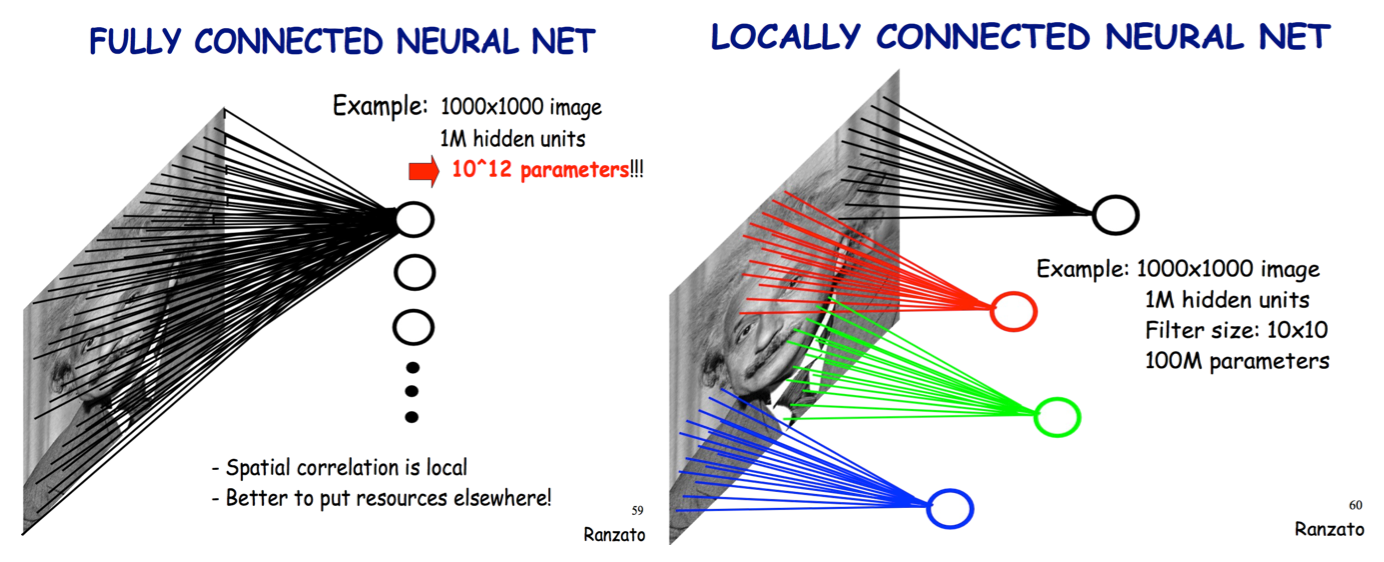 FULLY CONNECTED NEURAL NET
Example: 1000x1000 image
1M hidden units
10^12 parameters!!!
- Spatial correlation is local
- Better to put resources elsewhere!
59
Ranzato
LOCALLY CONNECTED NEURAL NET
Example: 1000x1000 image
1M hidden units
Filter size: 10x10
100M parameters
60
Ranzato